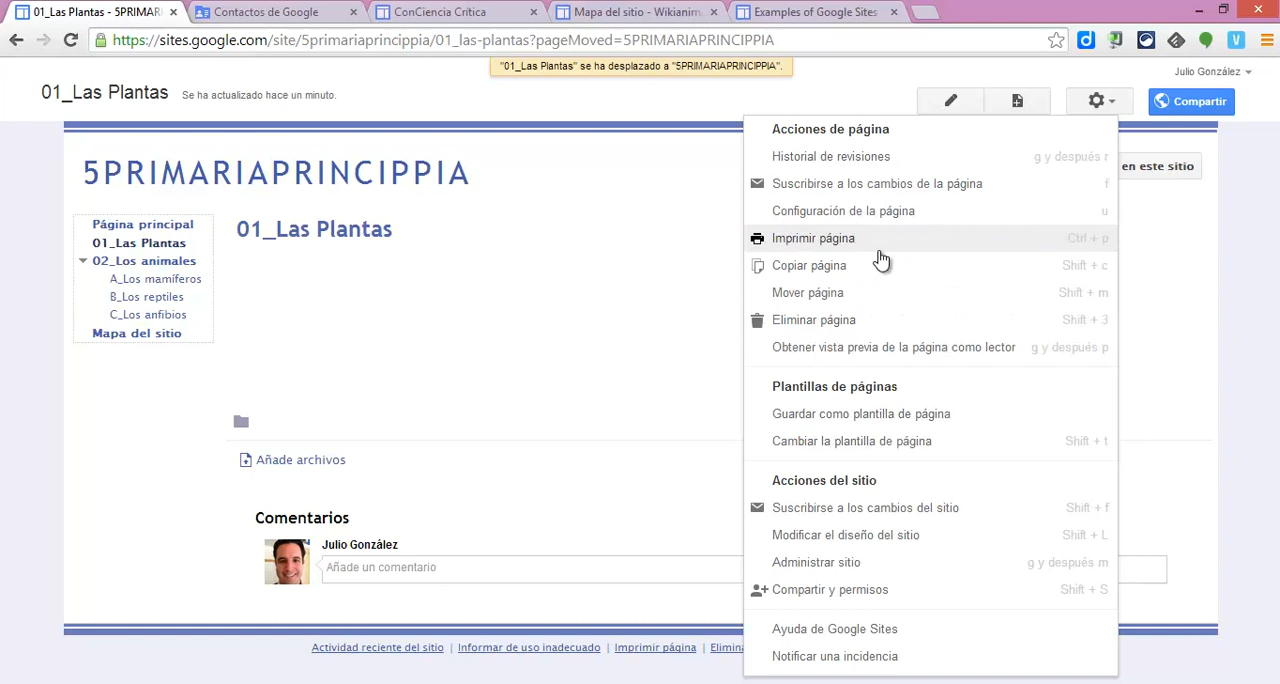 01_Las Plantas - 5PRIMAR
Contactos de Google
ConCiencia Crítica
Mapa del sitio - Wikianim
Examples of Google Sites
https://sites.google.com/site/5primariaprincippia/01_las-plantas?pageMoved=5PRIMARIAPRINCIPPIA
"01_Las Plantas" se ha desplazado a "5PRIMARIAPRINCIPPIA".
Julio González
01_Las Plantas Se ha actualizado hace un minuto.
Compartir
5PRIMARIAPRINCIPPIA
en este sitio
Página principal
01_Las Plantas
02_Los animales
A_Los mamíferos
B_Los reptiles
C_Los anfibios
Mapa del sitio
01_Las Plantas
Añade archivos
Comentarios
Julio González
Añade un comentario
Acciones de página
Historial de revisiones g y después r
Suscribirse a los cambios de la página f
Configuración de la página u
Imprimir página Ctrl + p
Copiar página Shift + c
Mover página Shift + m
Eliminar página Shift + 3
Obtener vista previa de la página como lector g y después p
Plantillas de páginas
Guardar como plantilla de página
Cambiar la plantilla de página Shift + t
Acciones del sitio
Suscribirse a los cambios del sitio Shift + f
Modificar el diseño del sitio Shift + L
Administrar sitio g y después m
Compartir y permisos Shift + S
Ayuda de Google Sites
Notificar una incidencia
Actividad reciente del sitio | Informar de uso inadecuado | Imprimir página | Elimin